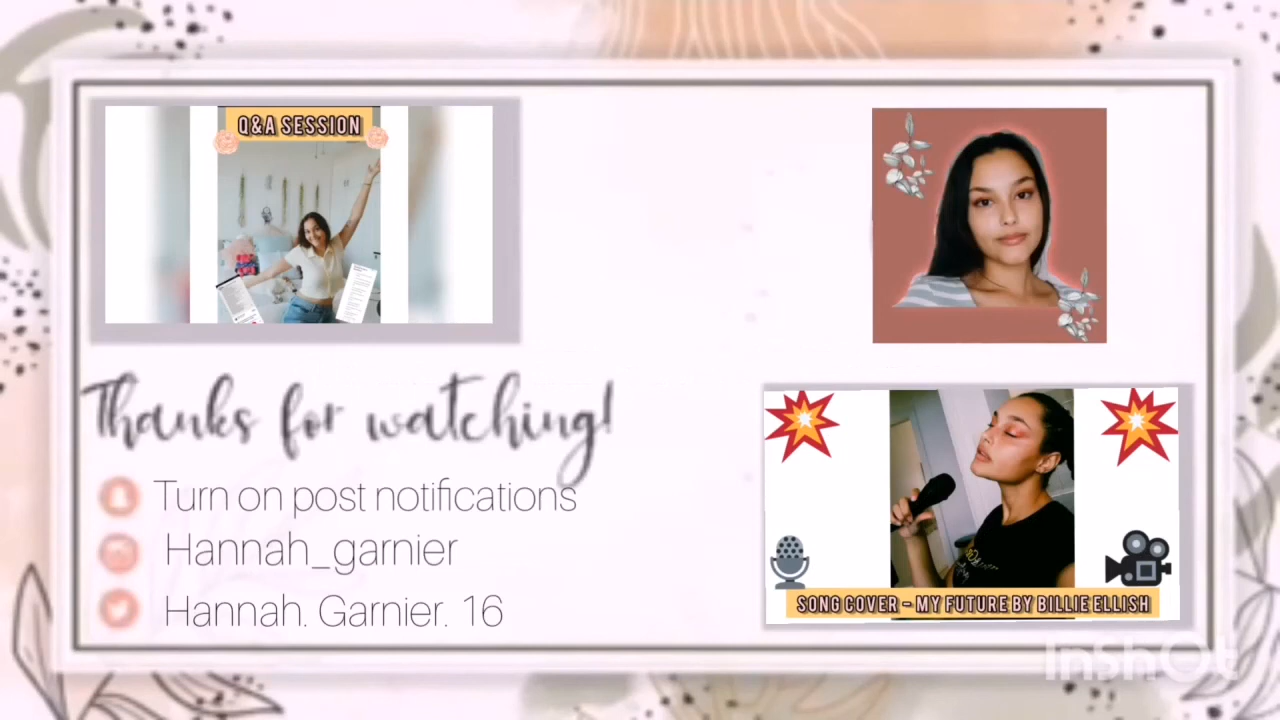 Q&A SESSION
Thanks for watching!
Turn on post notifications
Hannah_garnier
Hannah. Garnier. 16
SONG COVER - MY FUTURE BY BILLIE ELLISH
InShOt